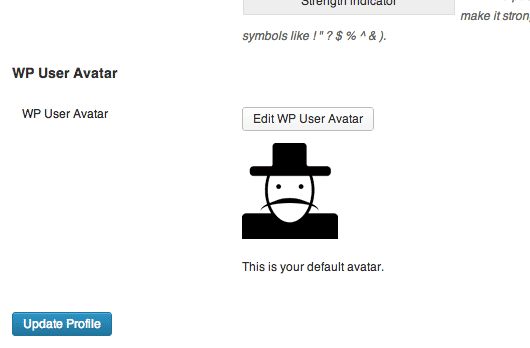 Strength indicator
make it stron
symbols like ! " ? $ % ^ & ).
WP User Avatar
WP User Avatar
Edit WP User Avatar
This is your default avatar.
Update Profile